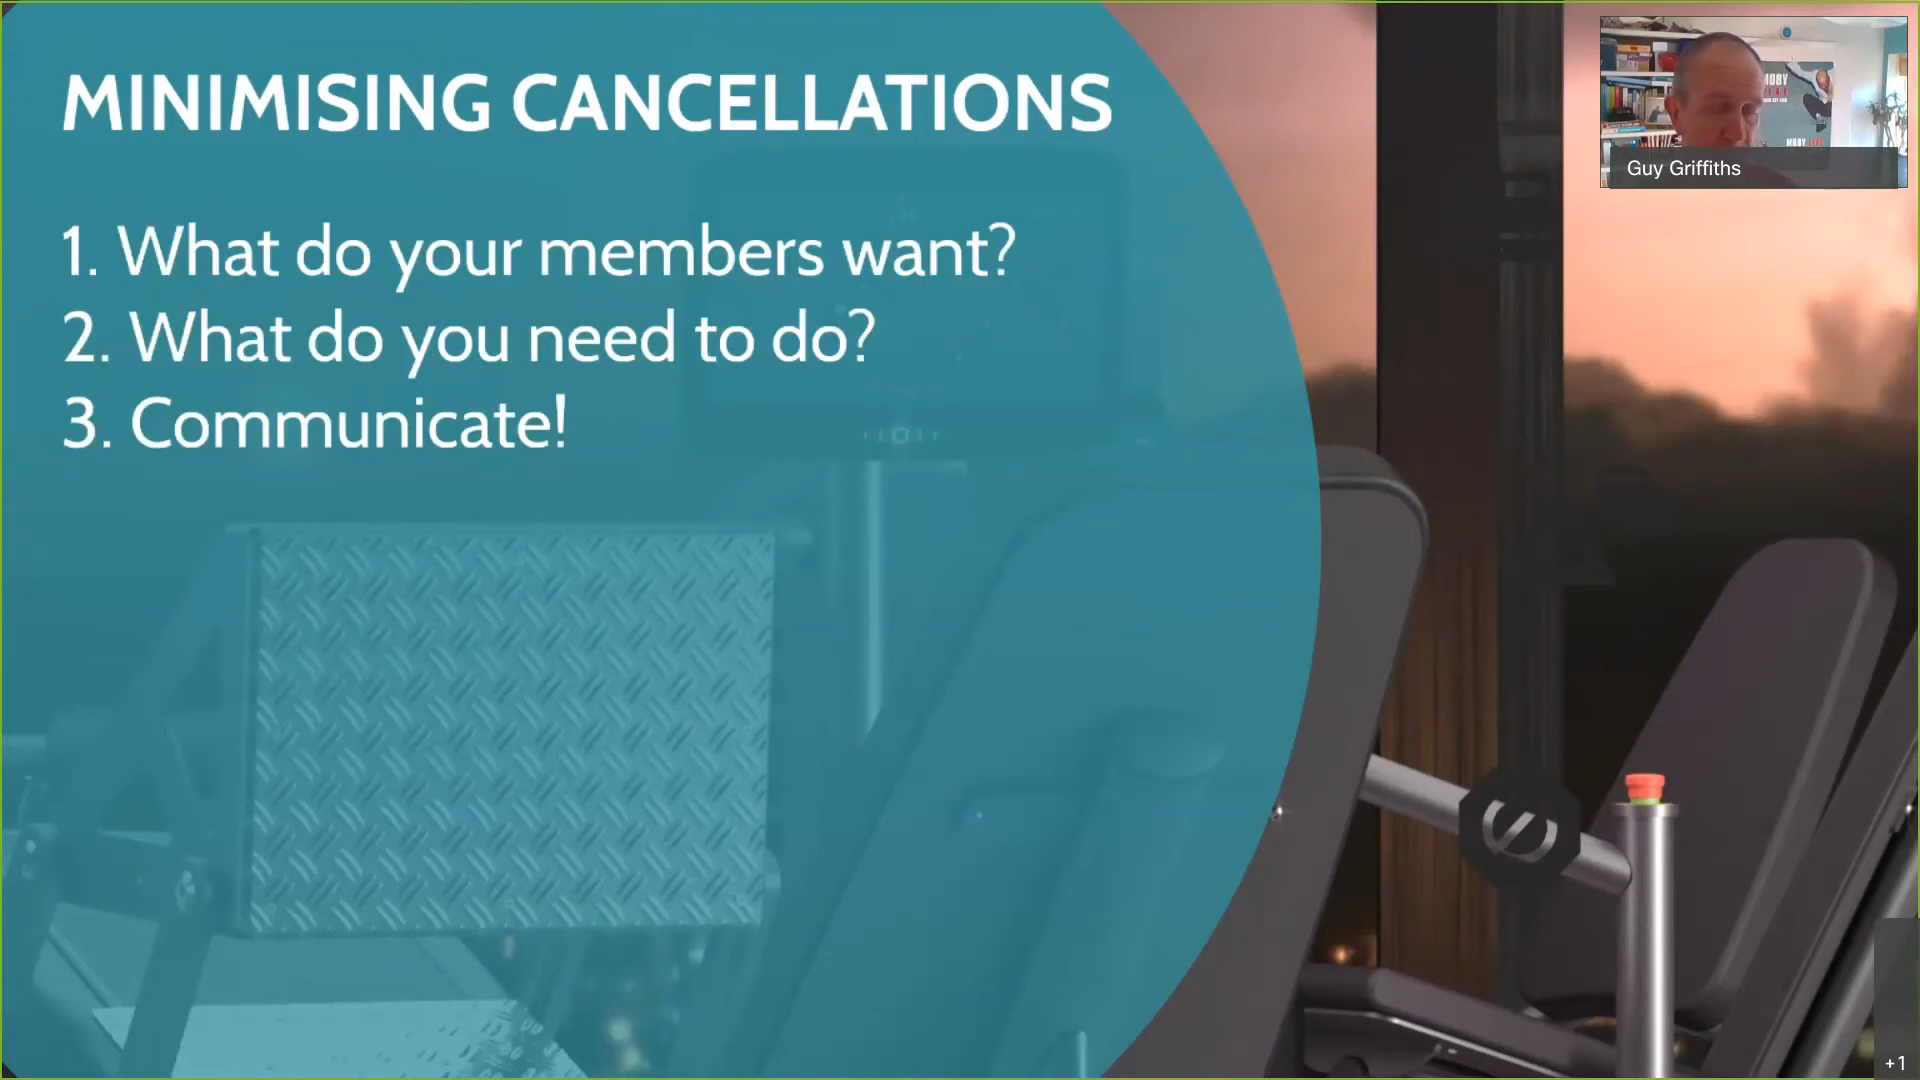 MINIMISING CANCELLATIONS
1. What do your members want?
2. What do you need to do?
3. Communicate!
MOBY
Guy Griffiths
+1